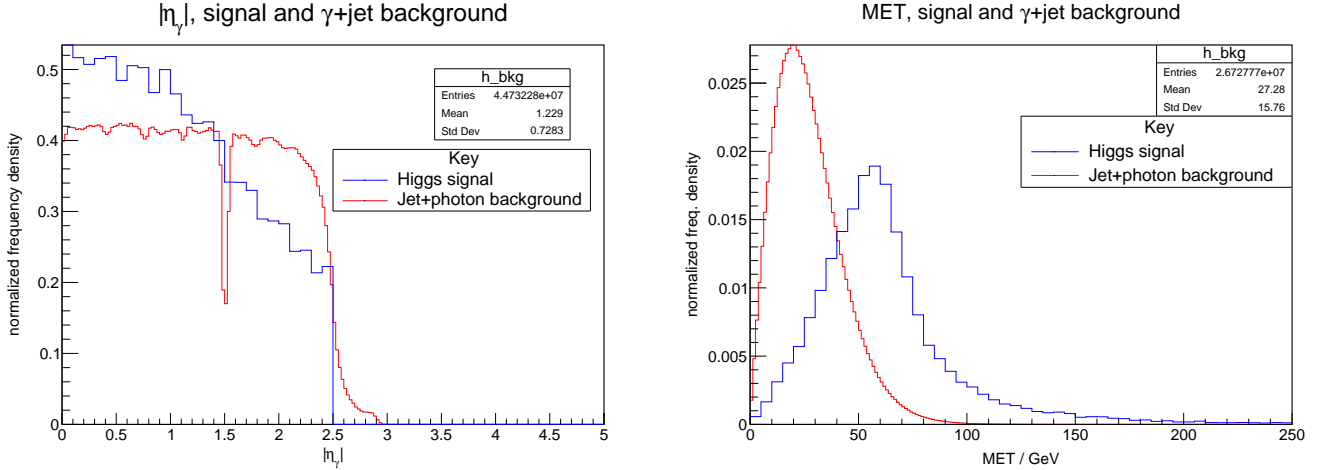 |η_γ|, signal and γ+jet background
normalized frequency density
0.5
0.4
0.3
0.2
0.1
0
h_bkg
Entries 4.473228e+07
Mean 1.229
Std Dev 0.7283
Key
Higgs signal
Jet+photon background
0 0.5 1 1.5 2 2.5 3 3.5 4 4.5 5
|η_γ|
MET, signal and γ+jet background
normalized freq. density
0.025
0.02
0.015
0.01
0.005
0
h_bkg
Entries 2.672777e+07
Mean 27.28
Std Dev 15.76
Key
Higgs signal
Jet+photon background
0 50 100 150 200 250
MET / GeV